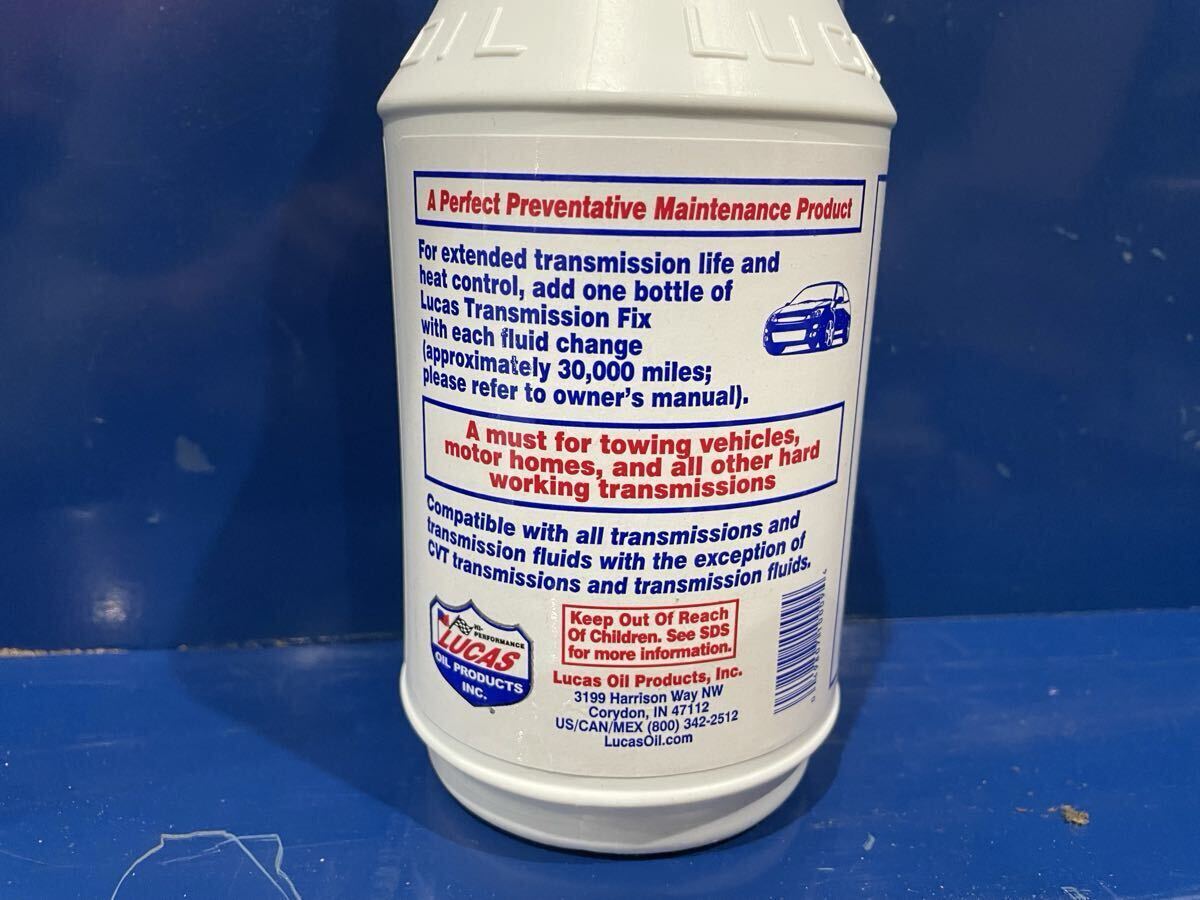 OIL LUCA
A Perfect Preventative Maintenance Product
For extended transmission life and
heat control, add one bottle of
Lucas Transmission Fix
with each fluid change
(approximately 30,000 miles;
please refer to owner's manual).
A must for towing vehicles,
motor homes, and all other hard
working transmissions
Compatible with all transmissions and
transmission fluids with the exception of
CVT transmissions and transmission fluids.
HI-
PERFORMANCE
LUCAS
OIL PRODUCTS
INC.
Keep Out Of Reach
Of Children. See SDS
for more information.
Lucas Oil Products, Inc.
3199 Harrison Way NW
Corydon, IN 47112
US/CAN/MEX (800) 342-2512
LucasOil.com